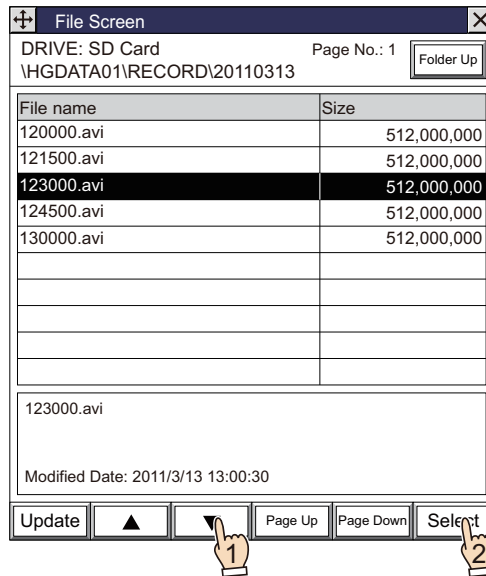 File Screen
DRIVE: SD Card Page No.: 1
Folder Up
\HGDATA01\RECORD\20110313
File name Size
120000.avi 512,000,000
121500.avi 512,000,000
123000.avi 512,000,000
124500.avi 512,000,000
130000.avi 512,000,000
123000.avi
Modified Date: 2011/3/13 13:00:30
Update ▲ ▼ Page Up Page Down Select
1 2